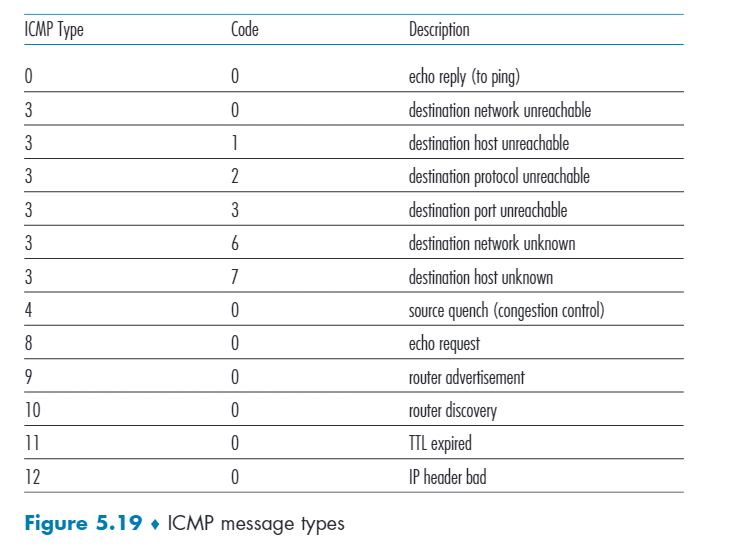 ICMP Type Code Description
0 0 echo reply (to ping)
3 0 destination network unreachable
3 1 destination host unreachable
3 2 destination protocol unreachable
3 3 destination port unreachable
3 6 destination network unknown
3 7 destination host unknown
4 0 source quench (congestion control)
8 0 echo request
9 0 router advertisement
10 0 router discovery
11 0 TTL expired
12 0 IP header bad
Figure 5.19 ♦ ICMP message types